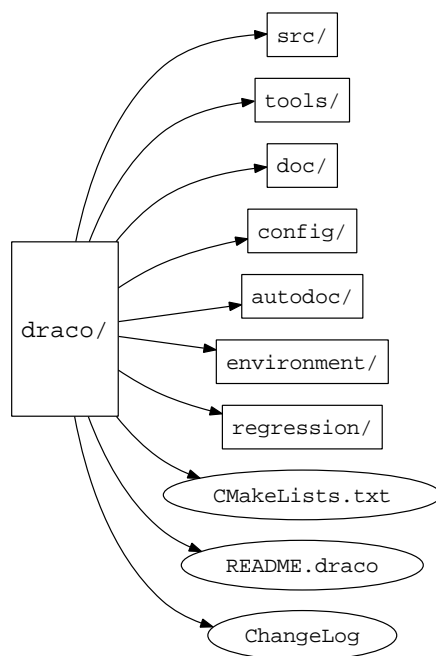 src/
tools/
doc/
config/
draco/
autodoc/
environment/
regression/
CMakeLists.txt
README.draco
ChangeLog